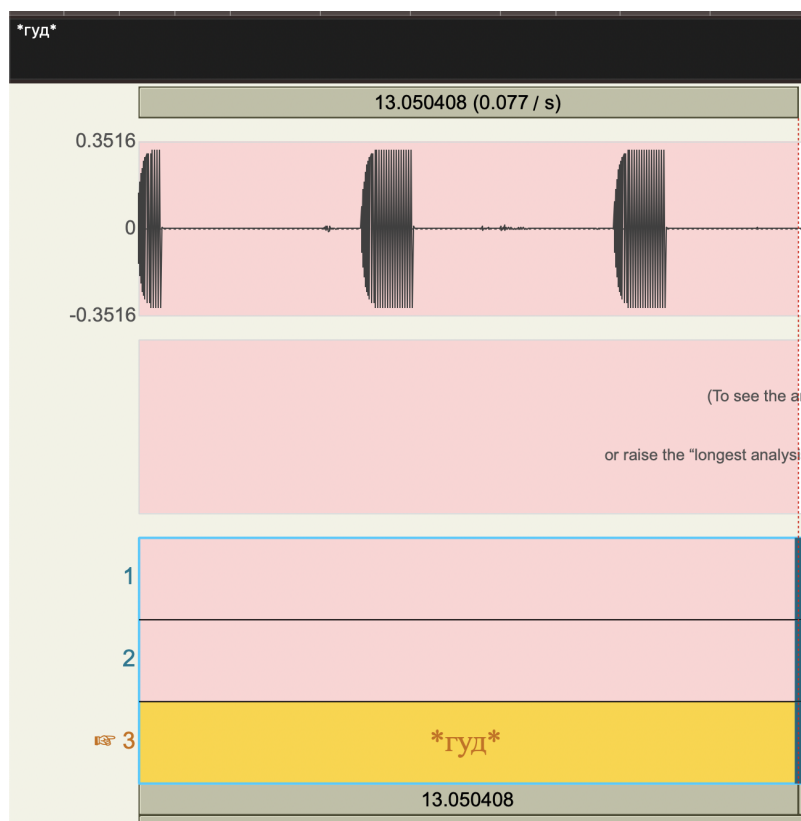 *гуд*
13.050408 (0.077 / s)
0.3516
0
-0.3516
(To see the
or raise the “longest
1
2
☞ 3 *гуд*
13.050408